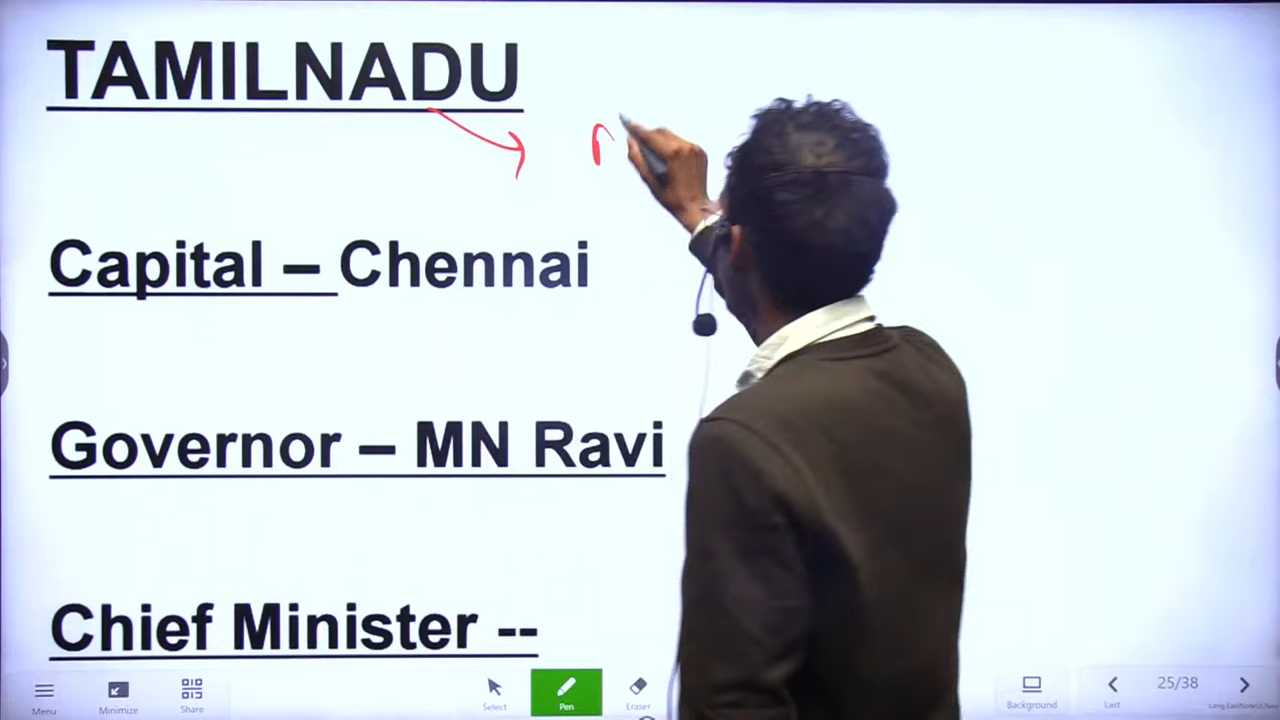 TAMILNADU
Capital – Chennai
Governor – MN Ravi
Chief Minister --
Menu
Minimize
Share
Select
Pen
Eraser
Background
Last
25/38